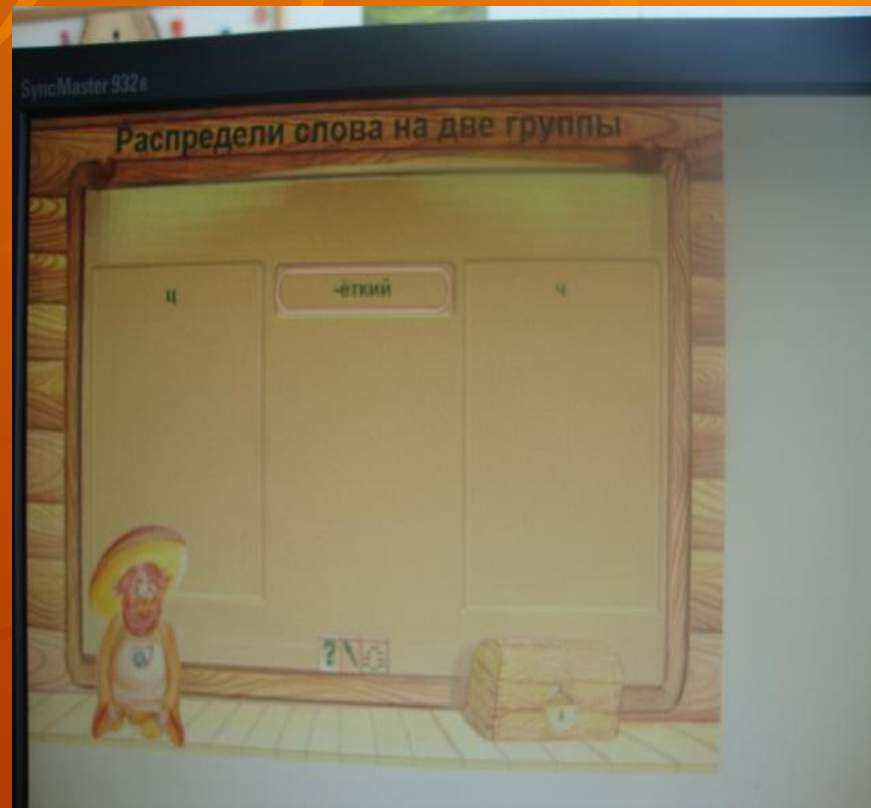 SyncMaster 932B
Распредели слова на две группы
ц
-ёткий
ч
?